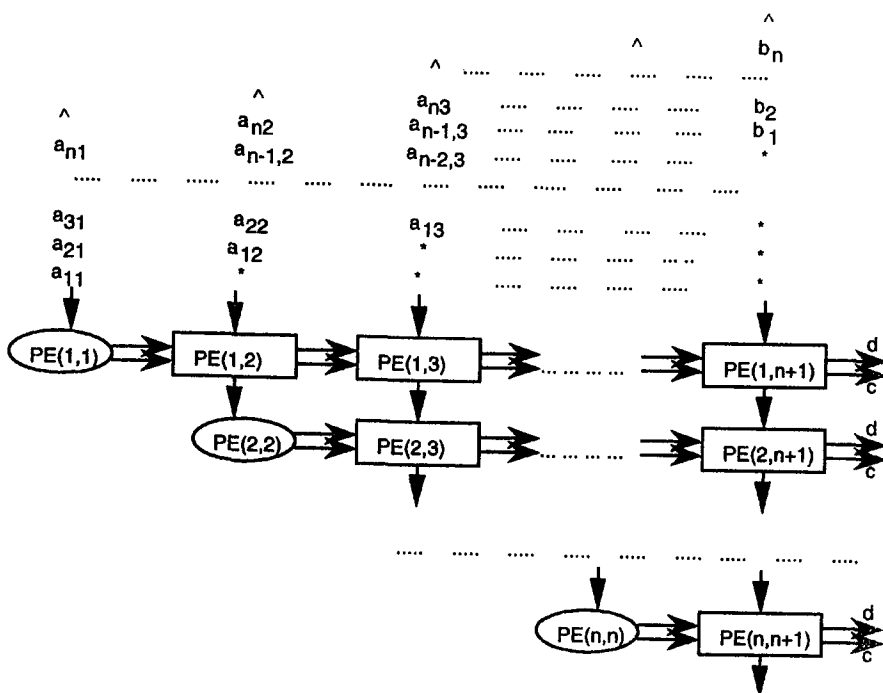 ^
^ b_n
^ ..... ..... ..... ..... ..... .....
^ ^ a_n3 ..... ..... ..... ..... b_2
a_n2 a_n-1,3 ..... ..... ..... ..... b_1
a_n1 a_n-1,2 a_n-2,3 ..... ..... ..... ..... *
..... ..... ..... ..... ..... ..... ..... ..... ..... ..... ..... .....
a_31 a_22 a_13 ..... ..... ..... ..... *
a_21 a_12 * ..... ..... ..... ..... *
a_11 * * ..... ..... ..... ..... *
PE(1,1) PE(1,2) PE(1,3) ... ... ... ... PE(1,n+1) d
c
PE(2,2) PE(2,3) ... ... ... ... PE(2,n+1) d
c
..... ..... ..... ..... ..... ..... ..... ..... .....
PE(n,n) PE(n,n+1) d
c